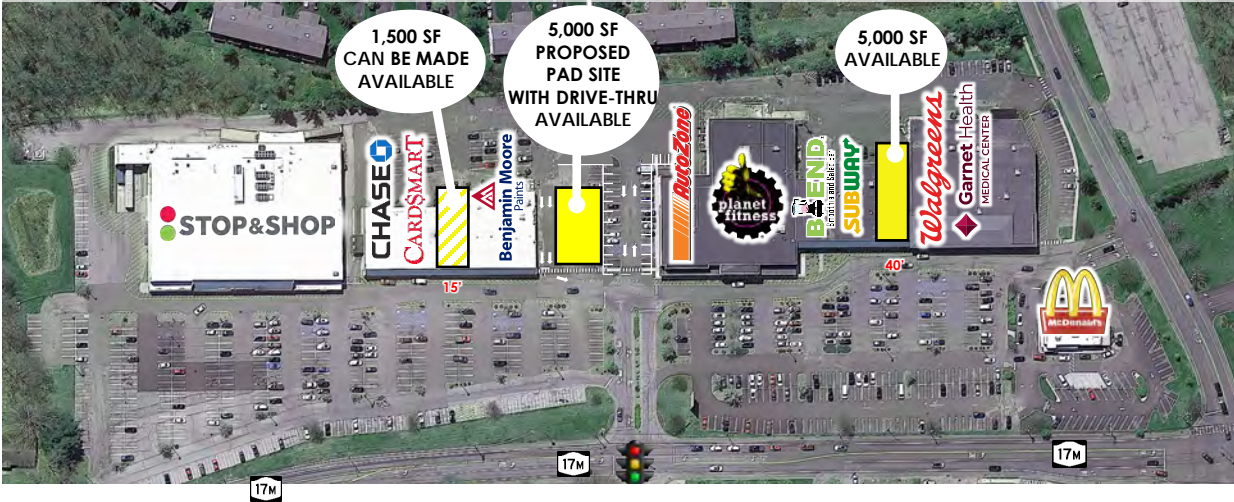 1,500 SF
CAN BE MADE
AVAILABLE
5,000 SF
PROPOSED
PAD SITE
WITH DRIVE-THRU
AVAILABLE
5,000 SF
AVAILABLE
STOP&SHOP
CHASE
CARDSMART
Benjamin Moore
Paints
AutoZone
planet
fitness
SUBWAY
Walgreens
Garnet Health
MEDICAL CENTER
McDonald's
15'
40'
17M
17M
17M